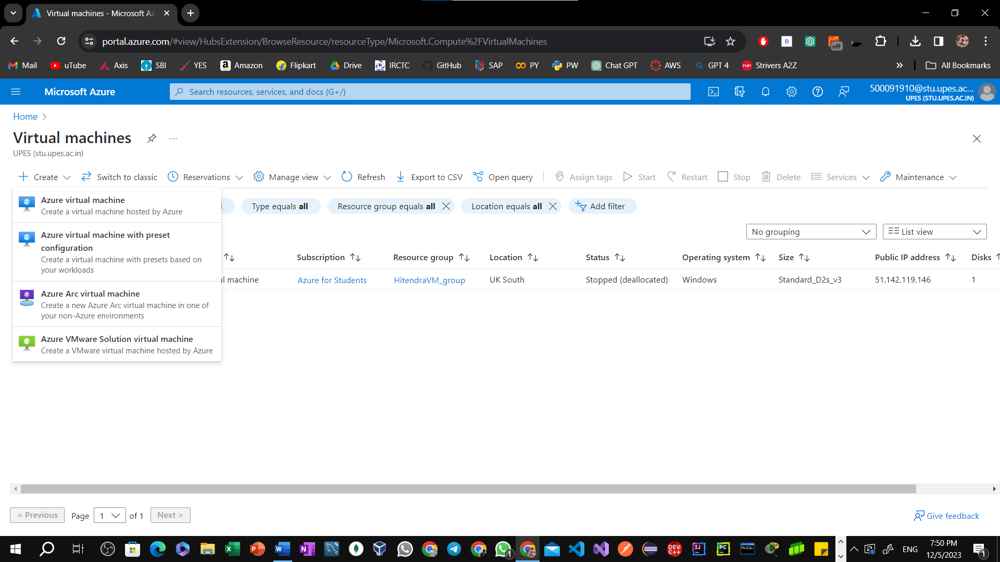 Virtual machines - Microsoft Az
portal.azure.com/#view/HubsExtension/BrowseResource/resourceType/Microsoft.Compute%2FVirtualMachines
off
Mail uTube Axis SBI YES Amazon Flipkart Drive IRCTC GitHub SAP PY PW Chat GPT AWS GPT 4 Strivers A2Z All Bookmarks
Microsoft Azure
Search resources, services, and docs (G+/)
500091910@stu.upes.ac...
UPES (STU.UPES.AC.IN)
Home
Virtual machines
UPES (stu.upes.ac.in)
Create Switch to classic Reservations Manage view Refresh Export to CSV Open query Assign tags Start Restart Stop Delete Services Maintenance
Azure virtual machine
Create a virtual machine hosted by Azure
Azure virtual machine with preset
configuration
Create a virtual machine with presets based on
your workloads
Azure Arc virtual machine
Create a new Azure Arc virtual machine in one of
your non-Azure environments
Azure VMware Solution virtual machine
Create a VMware virtual machine hosted by Azure
Type equals all Resource group equals all Location equals all Add filter
No grouping List view
Subscription Resource group Location Status Operating system Size Public IP address Disks
al machine Azure for Students HitendraVM_group UK South Stopped (deallocated) Windows Standard_D2s_v3 51.142.119.146 1
< Previous Page 1 of 1 Next >
Give feedback
ENG
7:50 PM
12/5/2023
1
1